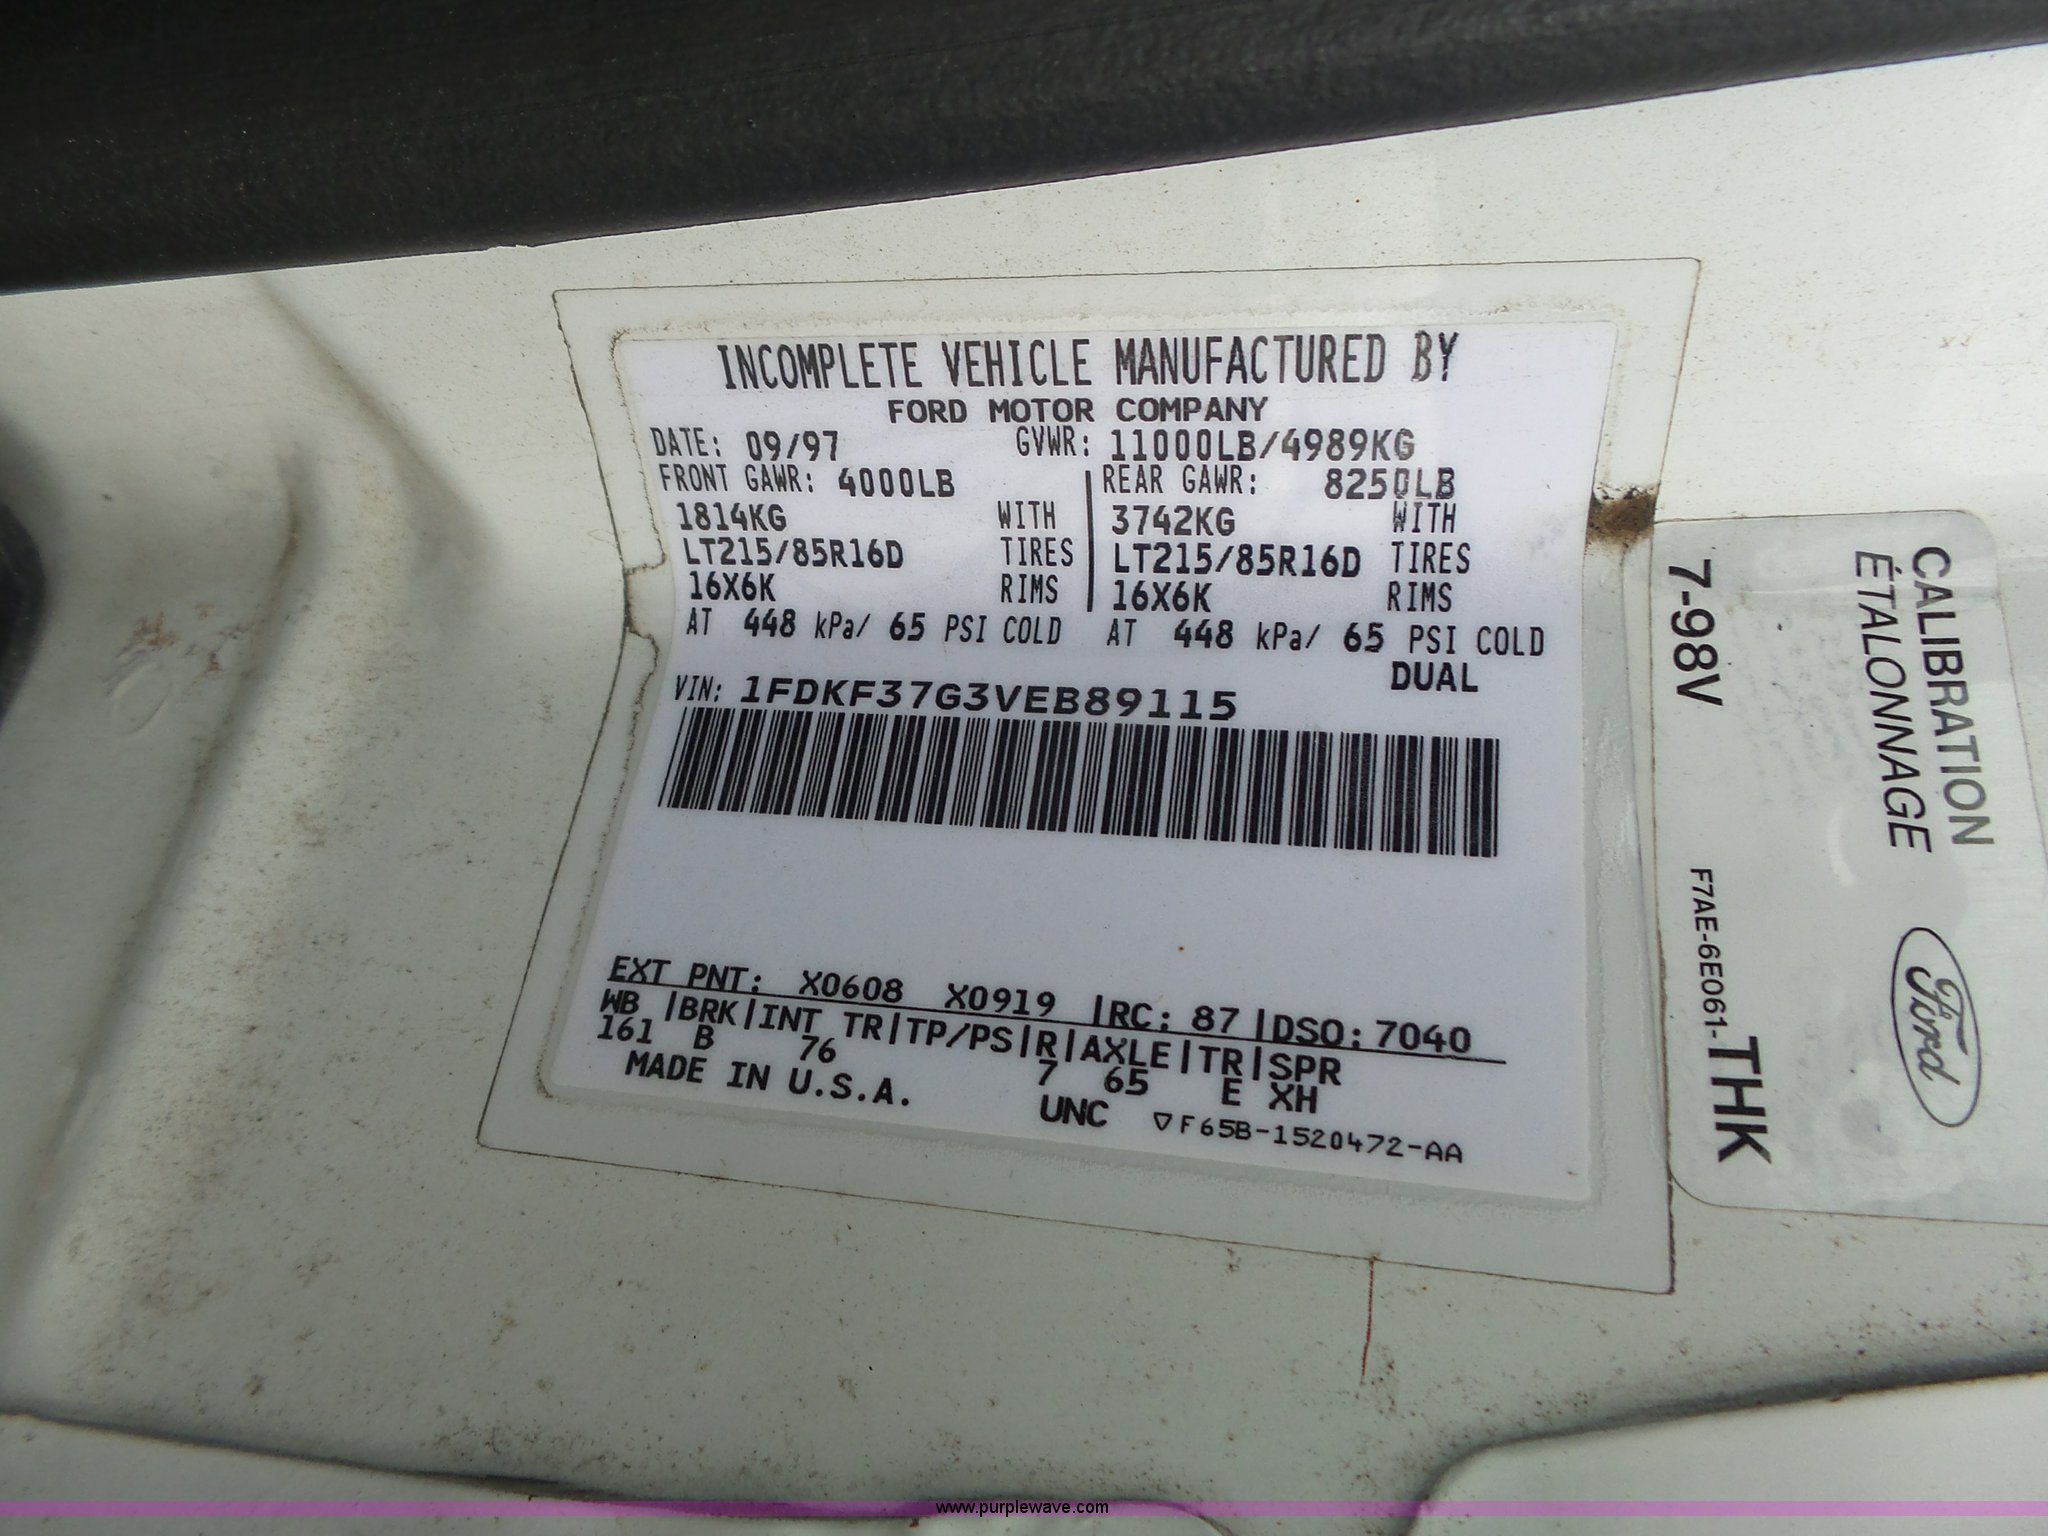 INCOMPLETE VEHICLE MANUFACTURED BY
FORD MOTOR COMPANY
DATE: 09/97 GVWR: 11000LB/4989KG
FRONT GAWR: 4000LB REAR GAWR: 8250LB
1814KG WITH 3742KG WITH
LT215/85R16D TIRES LT215/85R16D TIRES
16X6K RIMS 16X6K RIMS
AT 448 kPa/ 65 PSI COLD AT 448 kPa/ 65 PSI COLD
DUAL
VIN: 1FDKF37G3VEB89115
EXT PNT: X0608 X0919 |RC: 87 |DSO: 7040
WB |BRK|INT TR|TP/PS|R|AXLE|TR|SPR
161 B 76 7 65 E XH
MADE IN U.S.A. UNC ▽F65B-1520472-AA
CALIBRATION
ÉTALONNAGE
Ford
7-98V
F7AE-6E061-THK
www.purplewave.com